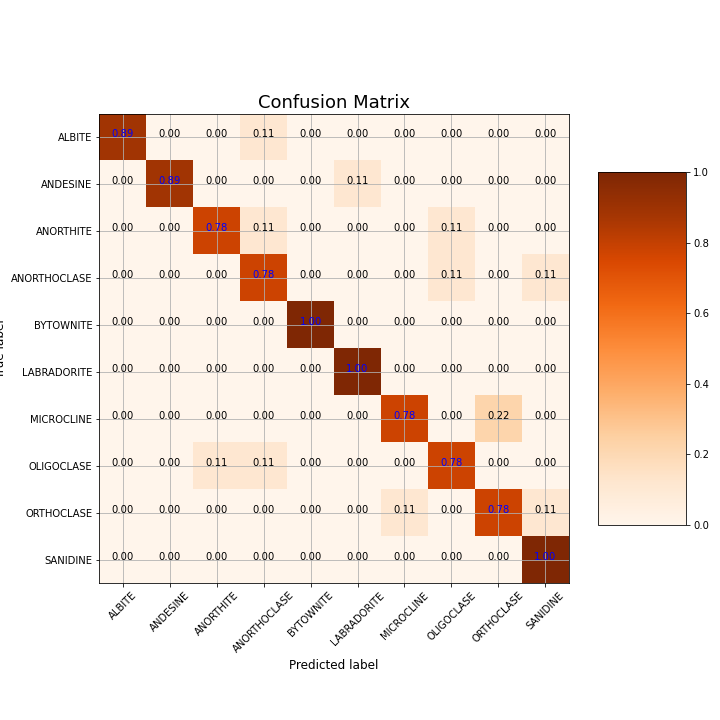 Confusion Matrix
ALBITE 0.89 0.00 0.00 0.11 0.00 0.00 0.00 0.00 0.00 0.00
ANDESINE 0.00 0.89 0.00 0.00 0.00 0.11 0.00 0.00 0.00 0.00
ANORTHITE 0.00 0.00 0.78 0.11 0.00 0.00 0.00 0.11 0.00 0.00
ANORTHOCLASE 0.00 0.00 0.00 0.78 0.00 0.00 0.00 0.11 0.00 0.11
BYTOWNITE 0.00 0.00 0.00 0.00 1.00 0.00 0.00 0.00 0.00 0.00
LABRADORITE 0.00 0.00 0.00 0.00 0.00 1.00 0.00 0.00 0.00 0.00
MICROCLINE 0.00 0.00 0.00 0.00 0.00 0.00 0.78 0.00 0.22 0.00
OLIGOCLASE 0.00 0.00 0.11 0.11 0.00 0.00 0.00 0.78 0.00 0.00
ORTHOCLASE 0.00 0.00 0.00 0.00 0.00 0.00 0.11 0.00 0.78 0.11
SANIDINE 0.00 0.00 0.00 0.00 0.00 0.00 0.00 0.00 0.00 1.00
ALBITE ANDESINE ANORTHITE ANORTHOCLASE BYTOWNITE LABRADORITE MICROCLINE OLIGOCLASE ORTHOCLASE SANIDINE
Predicted label
1.0
0.8
0.6
0.4
0.2
0.0